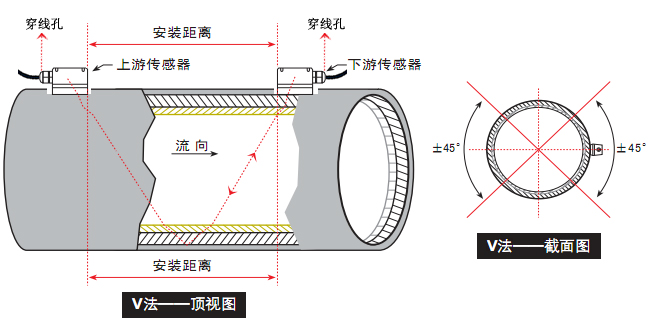 穿线孔
安装距离
穿线孔
上游传感器
下游传感器
流向
±45°
±45°
安装距离
V法——截面图
V法——顶视图